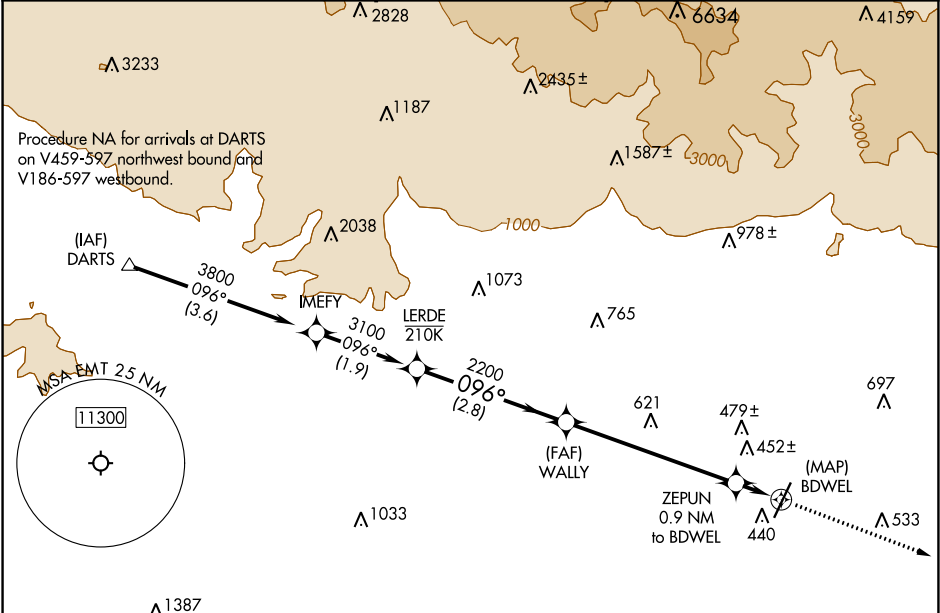 2828
6634
4159
3233
2435±
1187
Procedure NA for arrivals at DARTS
on V459-597 northwest bound and
V186-597 westbound.
1587±
3000
3000
2038
1000
978±
(IAF)
DARTS
3800
096°
(3.6)
IMEFY
1073
765
LERDE
210K
3100
096°
(1.9)
2200
096°
(2.8)
MSA EMT 25 NM
11300
697
621
479±
452±
(FAF)
WALLY
(MAP)
BDWEL
ZEPUN
0.9 NM
to BDWEL
440
533
1033
1387